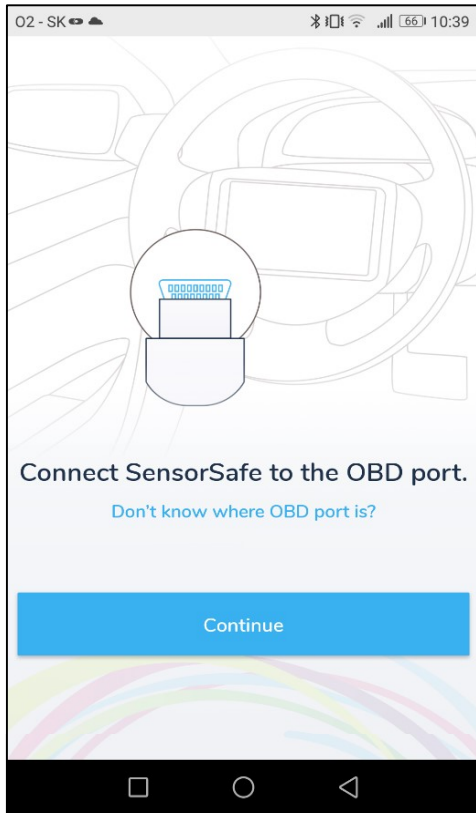 O2 - SK 66 10:39
Connect SensorSafe to the OBD port.
Don't know where OBD port is?
Continue